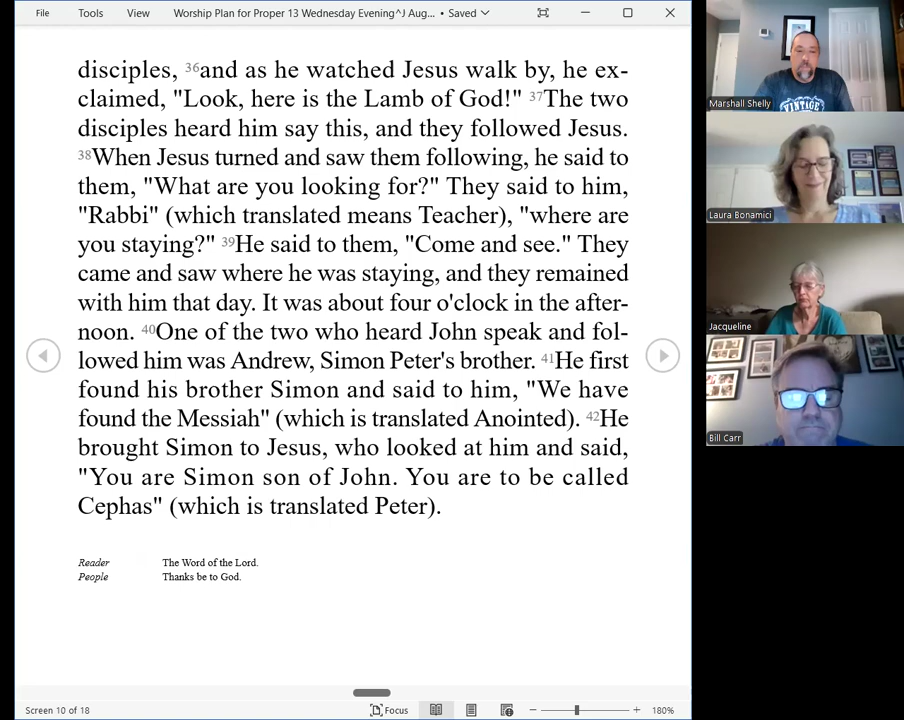 File Tools View Worship Plan for Proper 13 Wednesday Evening^J Aug... • Saved
disciples, 36and as he watched Jesus walk by, he ex-
claimed, "Look, here is the Lamb of God!" 37The two
disciples heard him say this, and they followed Jesus.
38When Jesus turned and saw them following, he said to
them, "What are you looking for?" They said to him,
"Rabbi" (which translated means Teacher), "where are
you staying?" 39He said to them, "Come and see." They
came and saw where he was staying, and they remained
with him that day. It was about four o'clock in the after-
noon. 40One of the two who heard John speak and fol-
lowed him was Andrew, Simon Peter's brother. 41He first
found his brother Simon and said to him, "We have
found the Messiah" (which is translated Anointed). 42He
brought Simon to Jesus, who looked at him and said,
"You are Simon son of John. You are to be called
Cephas" (which is translated Peter).
Reader The Word of the Lord.
People Thanks be to God.
Screen 10 of 18 Focus 180%
VINTAGE
Marshall Shelly
Laura Bonamici
Jacqueline
Bill Carr